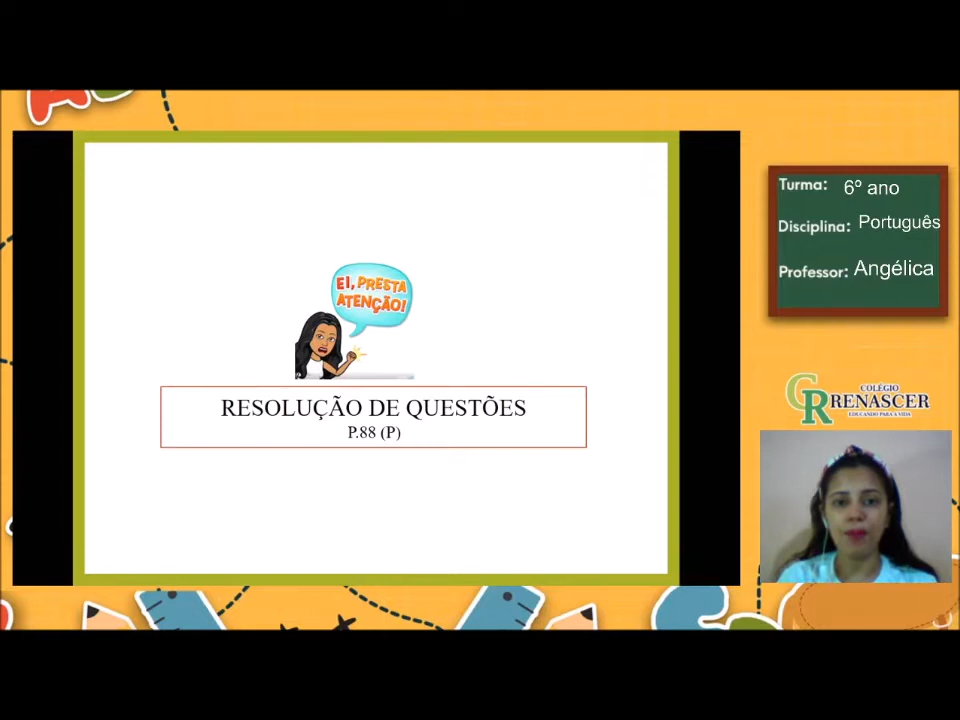 EI, PRESTA
ATENÇÃO!
RESOLUÇÃO DE QUESTÕES
P.88 (P)
Turma: 6º ano
Disciplina: Português
Professor: Angélica
CR
COLÉGIO
RENASCER
EDUCANDO PARA A VIDA